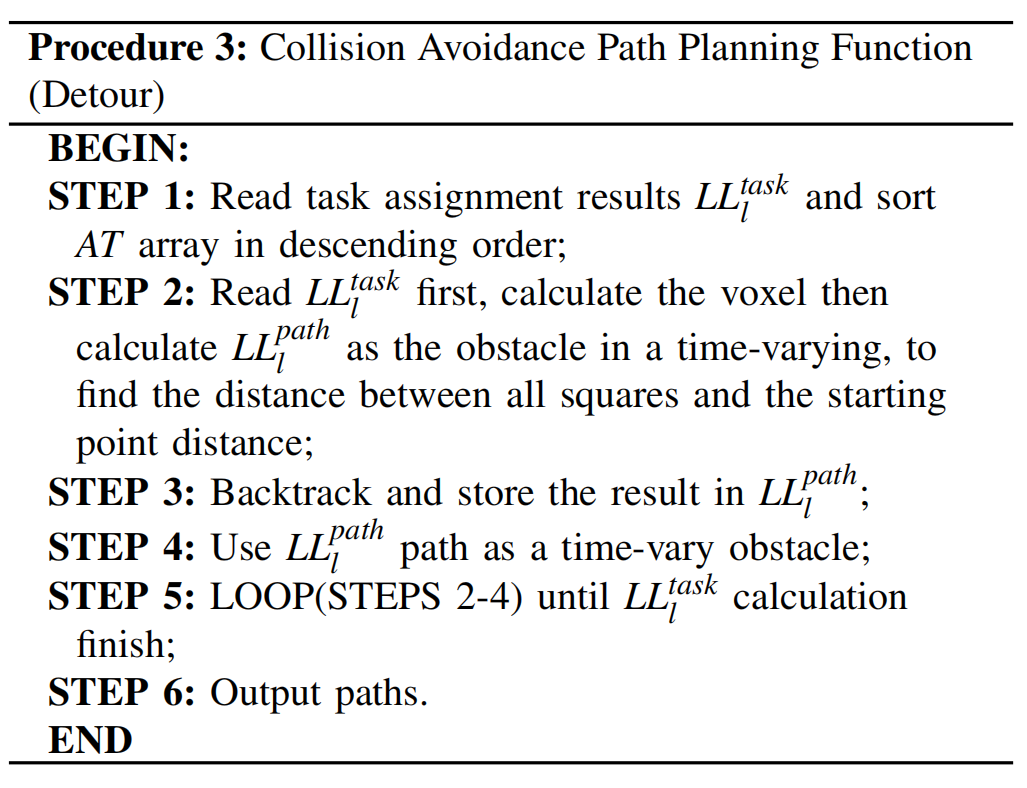 Procedure 3: Collision Avoidance Path Planning Function
(Detour)
BEGIN:
STEP 1: Read task assignment results $LL_l^{task}$ and sort
AT array in descending order;
STEP 2: Read $LL_l^{task}$ first, calculate the voxel then
calculate $LL_l^{path}$ as the obstacle in a time-varying, to
find the distance between all squares and the starting
point distance;
STEP 3: Backtrack and store the result in $LL_l^{path}$;
STEP 4: Use $LL_l^{path}$ path as a time-vary obstacle;
STEP 5: LOOP(STEPS 2-4) until $LL_l^{task}$ calculation
finish;
STEP 6: Output paths.
END